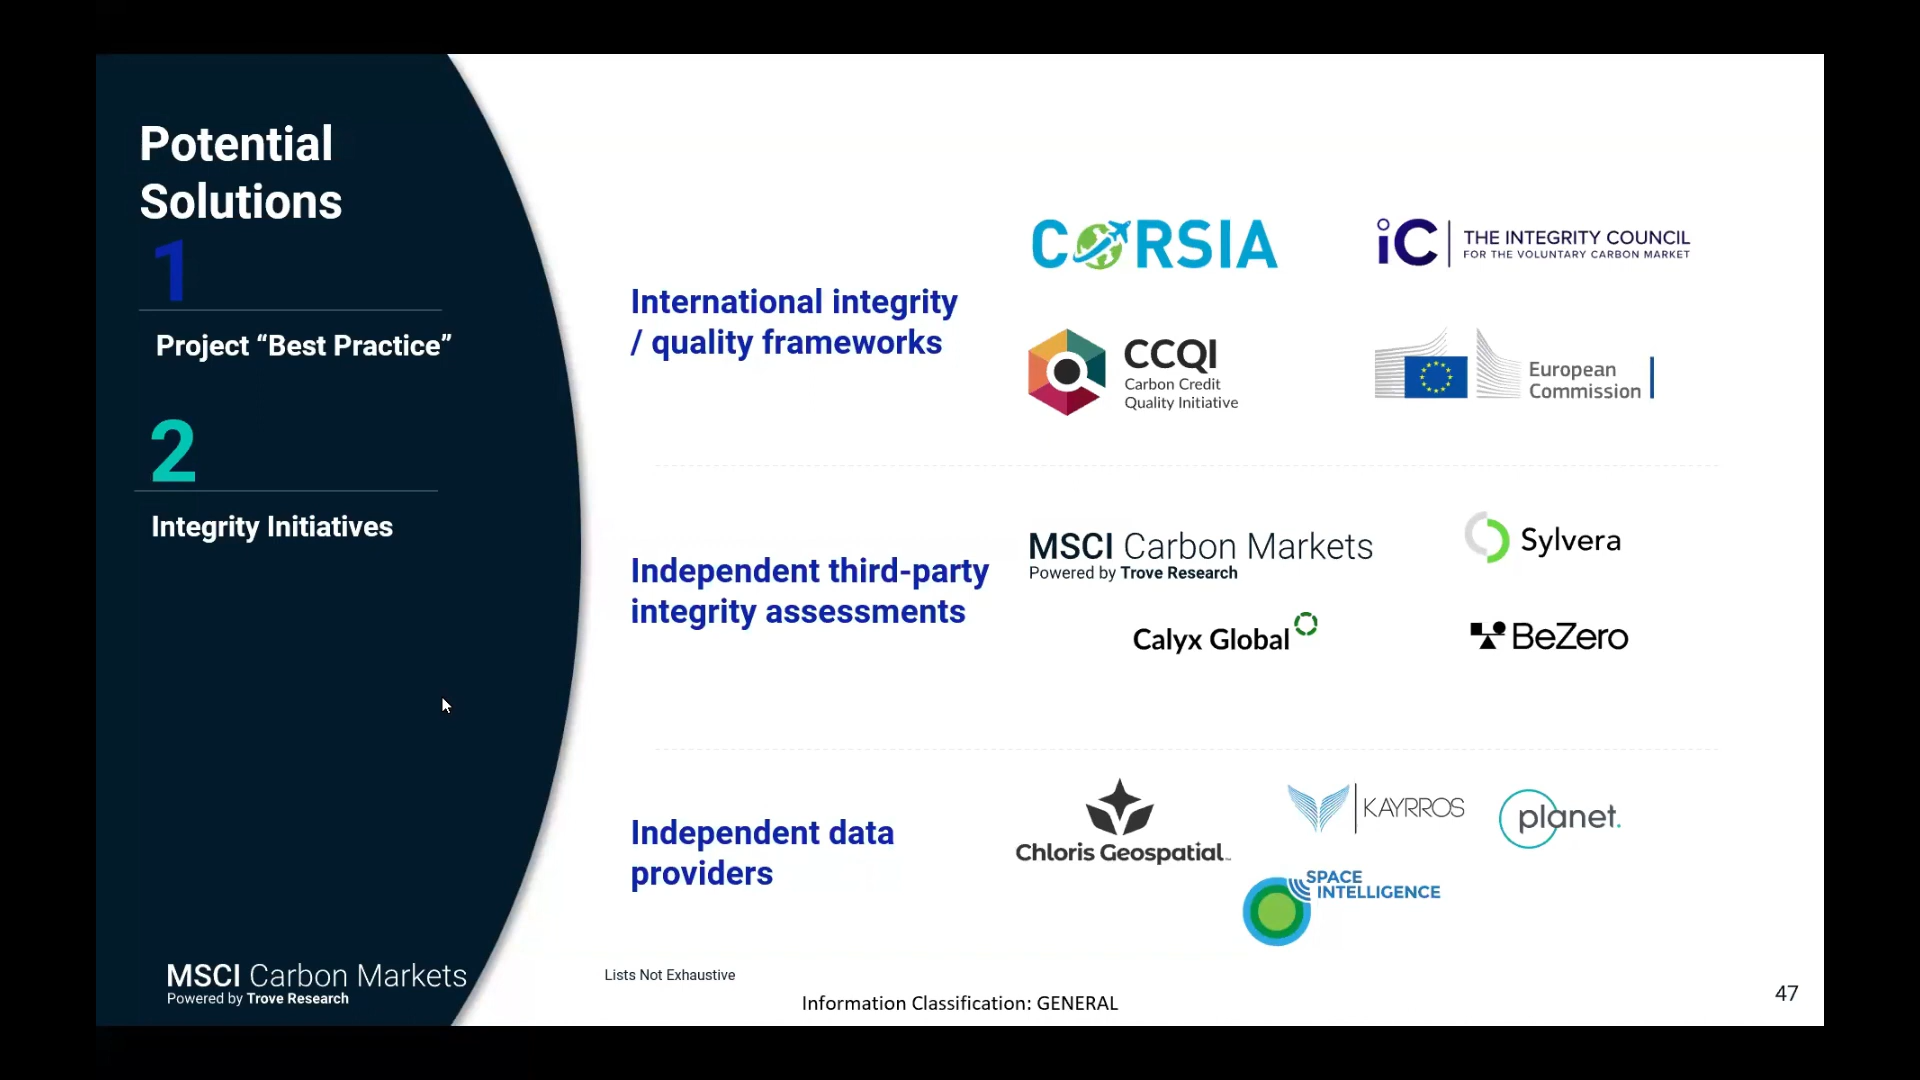 Potential
Solutions
1
Project “Best Practice”
2
Integrity Initiatives
MSCI Carbon Markets
Powered by Trove Research
International integrity
/ quality frameworks
CORSIA
iC THE INTEGRITY COUNCIL
FOR THE VOLUNTARY CARBON MARKET
CCQI
Carbon Credit
Quality Initiative
European
Commission
Independent third-party
integrity assessments
MSCI Carbon Markets
Powered by Trove Research
Sylvera
Calyx Global
BeZero
Independent data
providers
Chloris Geospatial
KAYRROS
planet.
SPACE
INTELLIGENCE
Lists Not Exhaustive
Information Classification: GENERAL
47